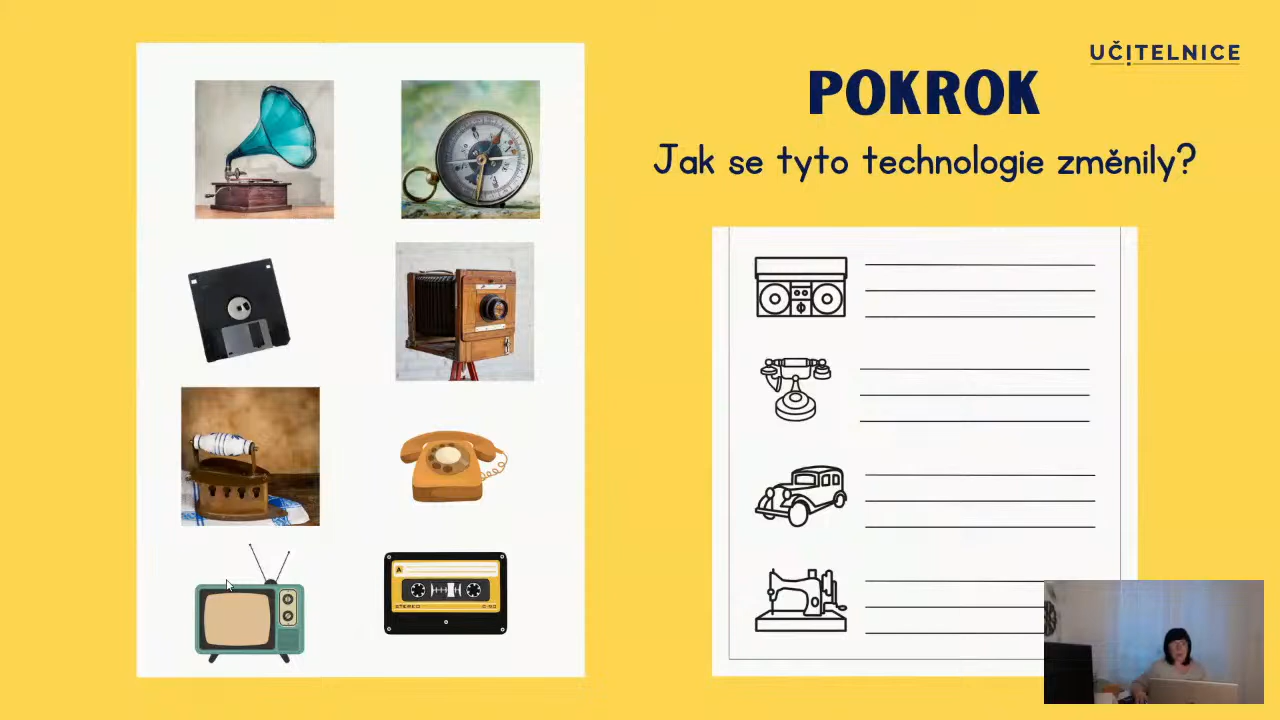 UČITELNICE
POKROK
Jak se tyto technologie změnily?
A
STEREO